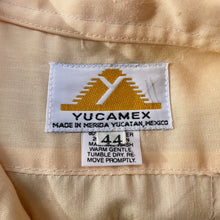 Y
YUCAMEX
MADE IN MERIDA YUCATAN, MEXICO
44
WARM GENTLE
TUMBLE DRY. RE-
MOVE PROMPTLY.